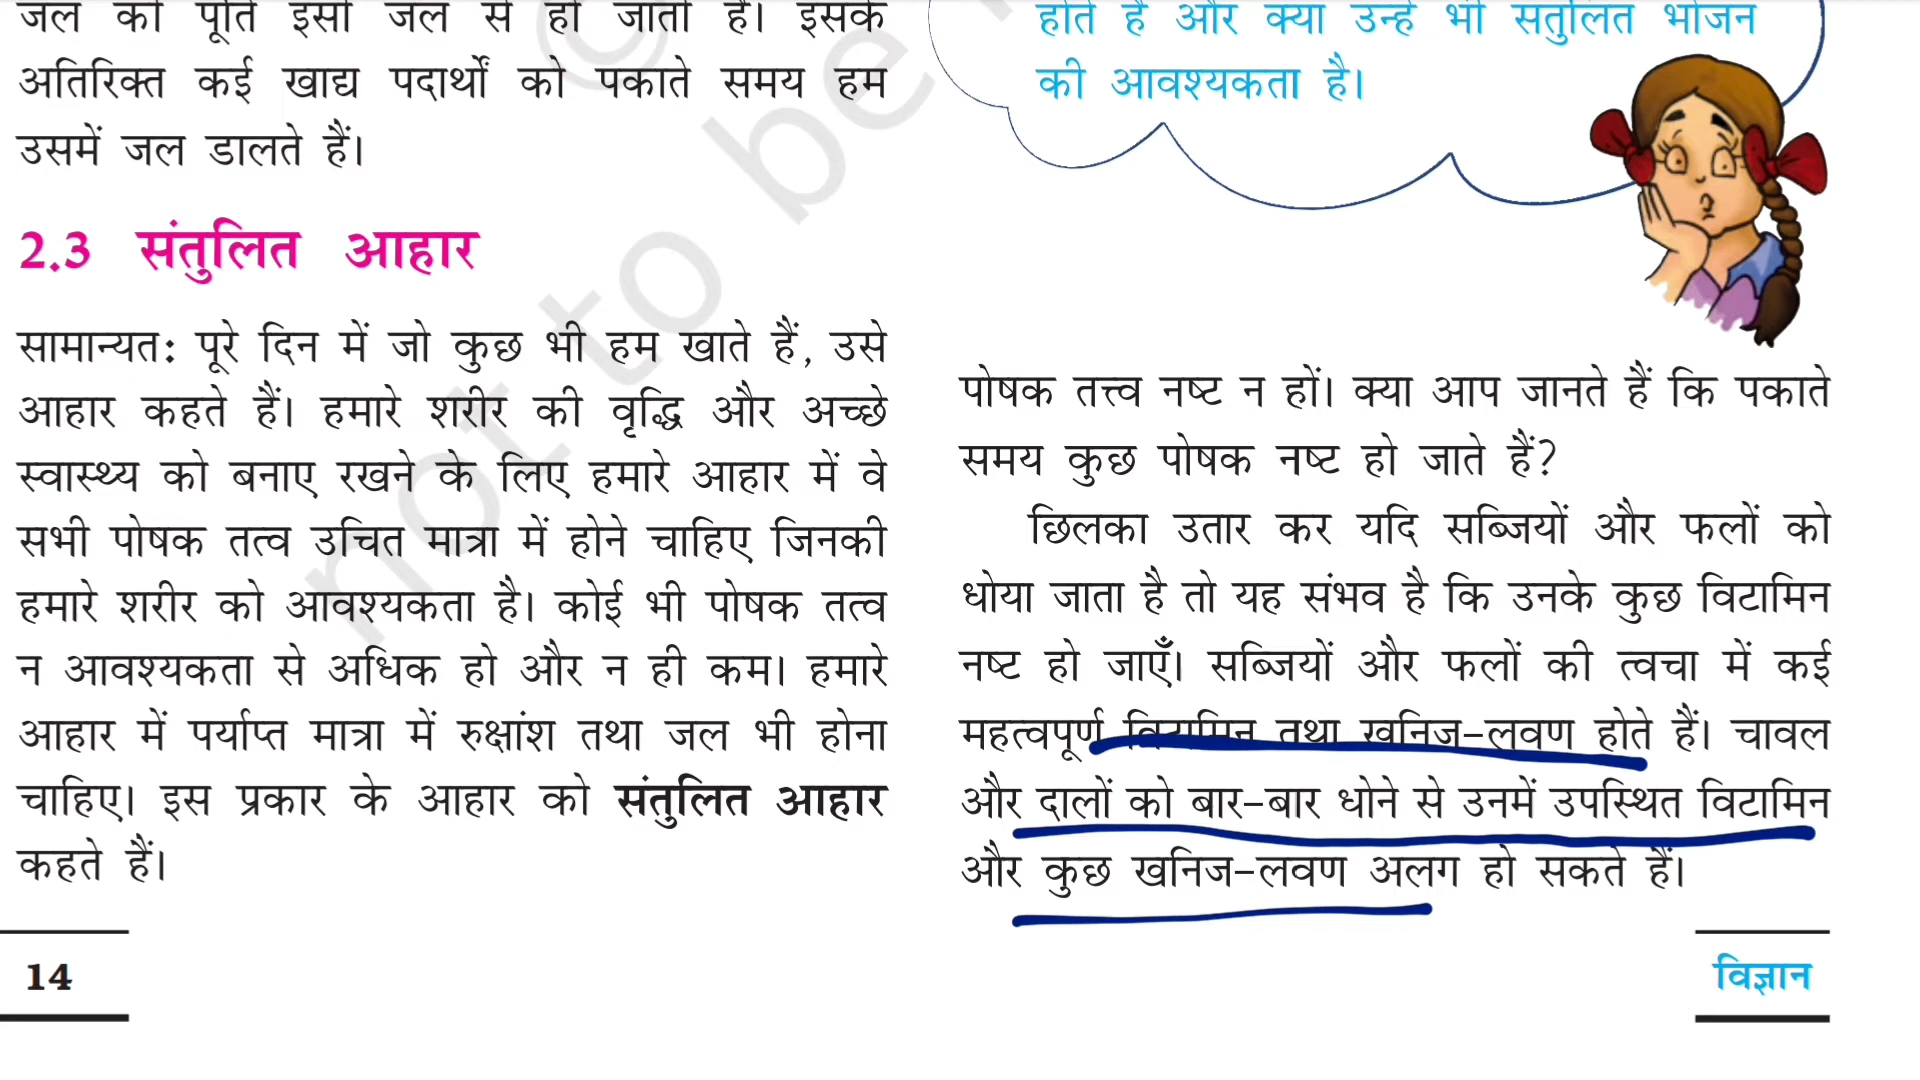 जल की पूर्ति इसी जल से हो जाती है। इसके
अतिरिक्त कई खाद्य पदार्थों को पकाते समय हम
उसमें जल डालते हैं।
2.3 संतुलित आहार
सामान्यतः पूरे दिन में जो कुछ भी हम खाते हैं, उसे
आहार कहते हैं। हमारे शरीर की वृद्धि और अच्छे
स्वास्थ्य को बनाए रखने के लिए हमारे आहार में वे
सभी पोषक तत्व उचित मात्रा में होने चाहिए जिनकी
हमारे शरीर को आवश्यकता है। कोई भी पोषक तत्व
न आवश्यकता से अधिक हो और न ही कम। हमारे
आहार में पर्याप्त मात्रा में रुक्षांश तथा जल भी होना
चाहिए। इस प्रकार के आहार को संतुलित आहार
कहते हैं।
होते हैं और क्या उन्हें भी संतुलित भोजन
की आवश्यकता है।
पोषक तत्त्व नष्ट न हों। क्या आप जानते हैं कि पकाते
समय कुछ पोषक नष्ट हो जाते हैं?
छिलका उतार कर यदि सब्जियों और फलों को
धोया जाता है तो यह संभव है कि उनके कुछ विटामिन
नष्ट हो जाएँ। सब्जियों और फलों की त्वचा में कई
महत्वपूर्ण विटामिन तथा खनिज-लवण होते हैं। चावल
और दालों को बार-बार धोने से उनमें उपस्थित विटामिन
और कुछ खनिज-लवण अलग हो सकते हैं।
14
विज्ञान
© not to be